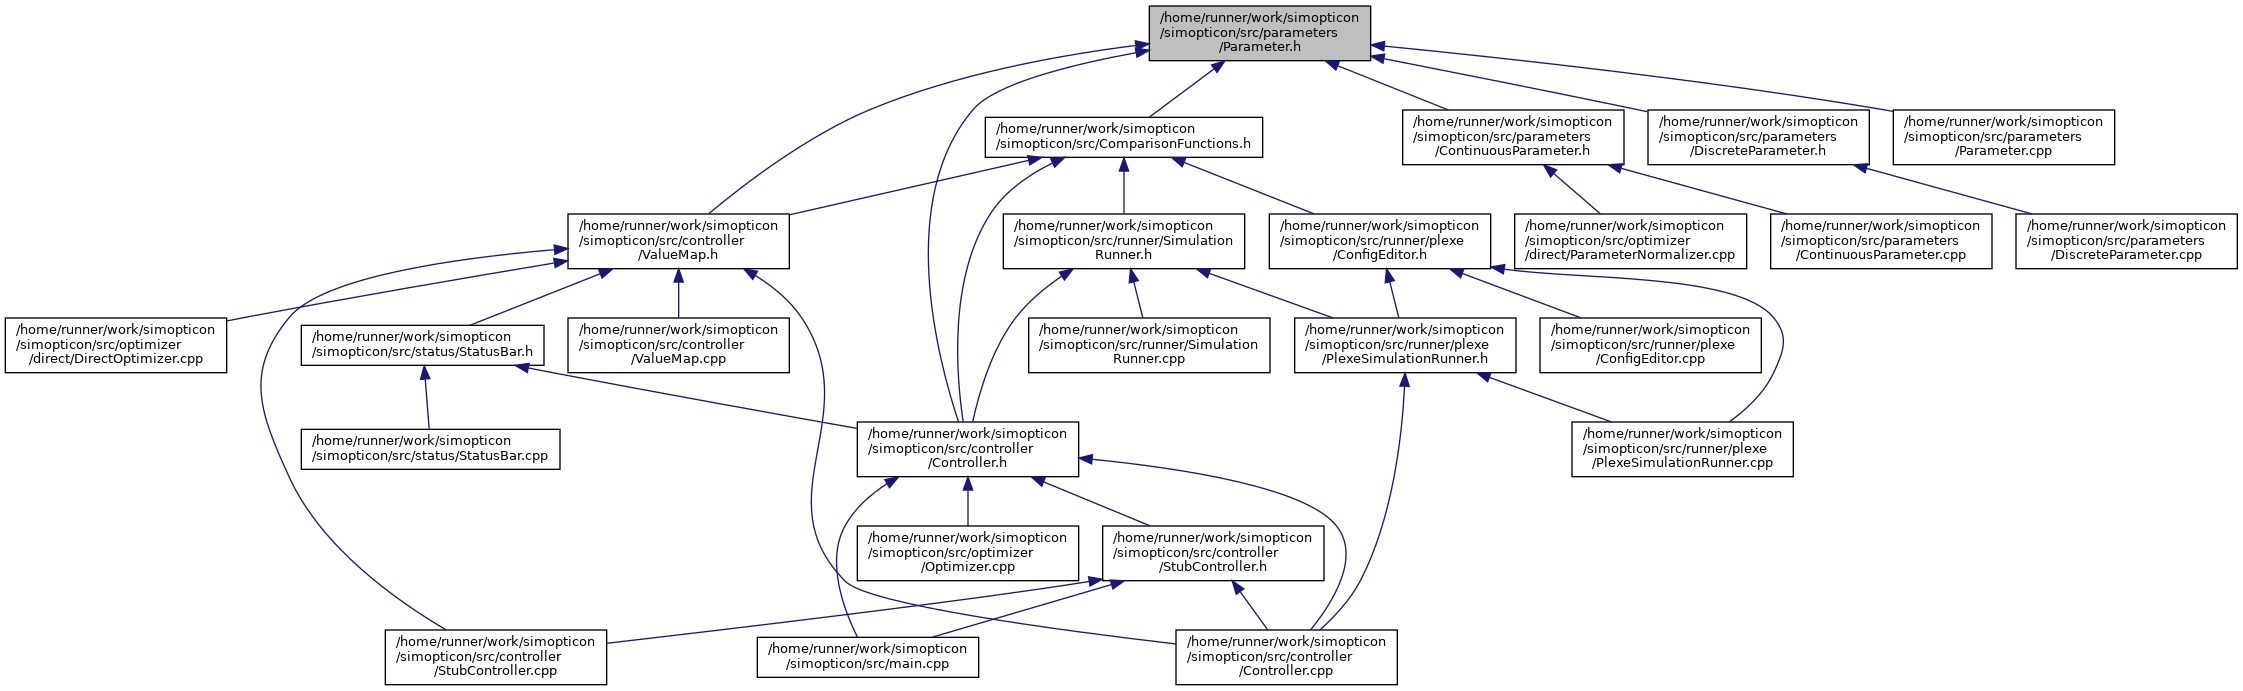 /home/runner/work/simopticon
/simopticon/src/parameters
/Parameter.h
/home/runner/work/simopticon
/simopticon/src/ComparisonFunctions.h
/home/runner/work/simopticon
/simopticon/src/parameters
/ContinuousParameter.h
/home/runner/work/simopticon
/simopticon/src/parameters
/DiscreteParameter.h
/home/runner/work/simopticon
/simopticon/src/parameters
/Parameter.cpp
/home/runner/work/simopticon
/simopticon/src/controller
/ValueMap.h
/home/runner/work/simopticon
/simopticon/src/runner/Simulation
Runner.h
/home/runner/work/simopticon
/simopticon/src/runner/plexe
/ConfigEditor.h
/home/runner/work/simopticon
/simopticon/src/optimizer
/direct/ParameterNormalizer.cpp
/home/runner/work/simopticon
/simopticon/src/parameters
/ContinuousParameter.cpp
/home/runner/work/simopticon
/simopticon/src/parameters
/DiscreteParameter.cpp
/home/runner/work/simopticon
/simopticon/src/optimizer
/direct/DirectOptimizer.cpp
/home/runner/work/simopticon
/simopticon/src/status/StatusBar.h
/home/runner/work/simopticon
/simopticon/src/controller
/ValueMap.cpp
/home/runner/work/simopticon
/simopticon/src/runner/Simulation
Runner.cpp
/home/runner/work/simopticon
/simopticon/src/runner/plexe
/PlexeSimulationRunner.h
/home/runner/work/simopticon
/simopticon/src/runner/plexe
/ConfigEditor.cpp
/home/runner/work/simopticon
/simopticon/src/status/StatusBar.cpp
/home/runner/work/simopticon
/simopticon/src/controller
/Controller.h
/home/runner/work/simopticon
/simopticon/src/runner/plexe
/PlexeSimulationRunner.cpp
/home/runner/work/simopticon
/simopticon/src/optimizer
/Optimizer.cpp
/home/runner/work/simopticon
/simopticon/src/controller
/StubController.h
/home/runner/work/simopticon
/simopticon/src/controller
/StubController.cpp
/home/runner/work/simopticon
/simopticon/src/main.cpp
/home/runner/work/simopticon
/simopticon/src/controller
/Controller.cpp